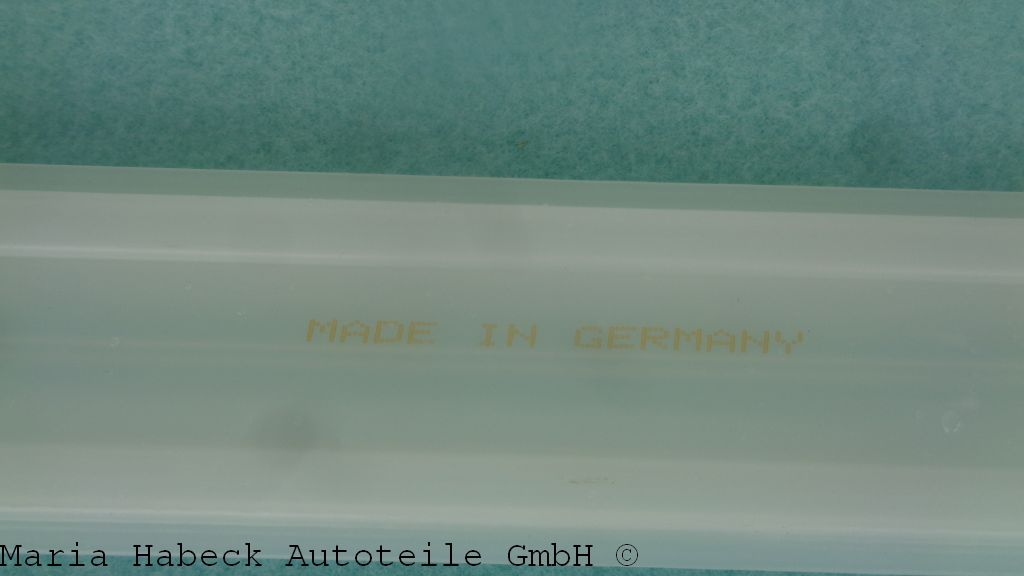 MADE IN GERMANY
Maria Habeck Autoteile GmbH ©